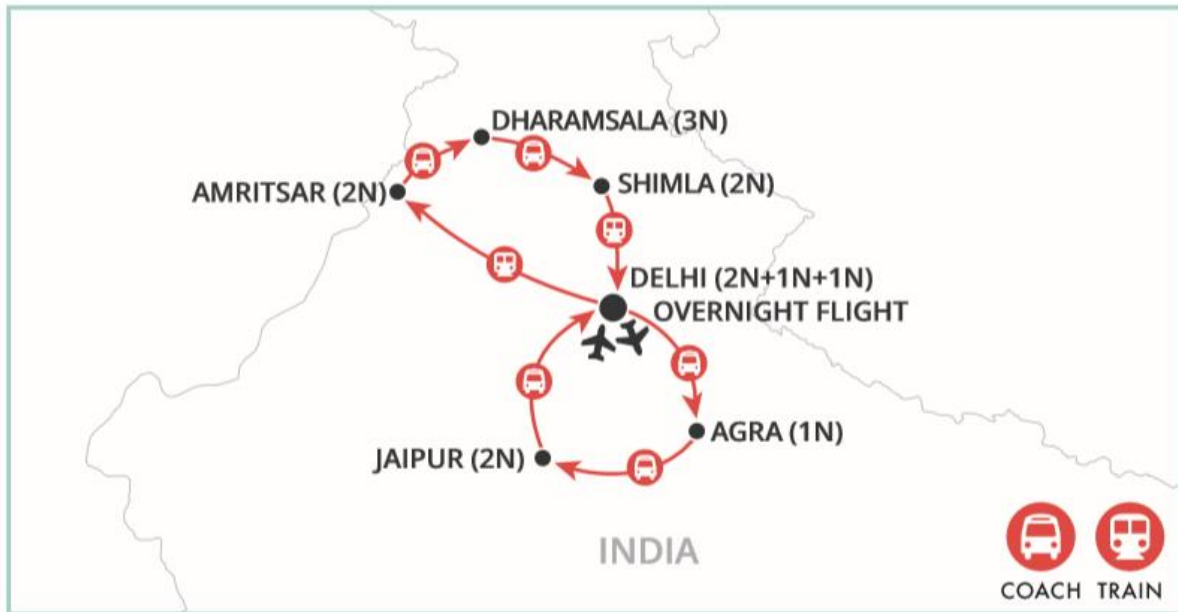 DHARAMSALA (3N)
SHIMLA (2N)
AMRITSAR (2N)
DELHI (2N+1N+1N)
OVERNIGHT FLIGHT
AGRA (1N)
JAIPUR (2N)
INDIA
COACH TRAIN